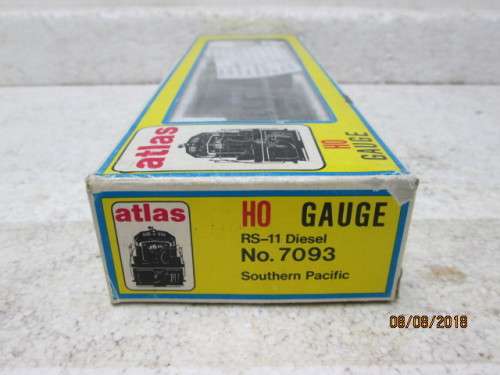 atlas
HO GAUGE
atlas
HO GAUGE
RS-11 Diesel
No. 7093
Southern Pacific
08/08/2018